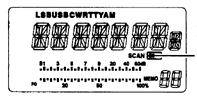 LSBUSBCWRTTYAM
SCAN
S1 3 5 7 9 20 40 60dB
PO 20 50 100% MEMO